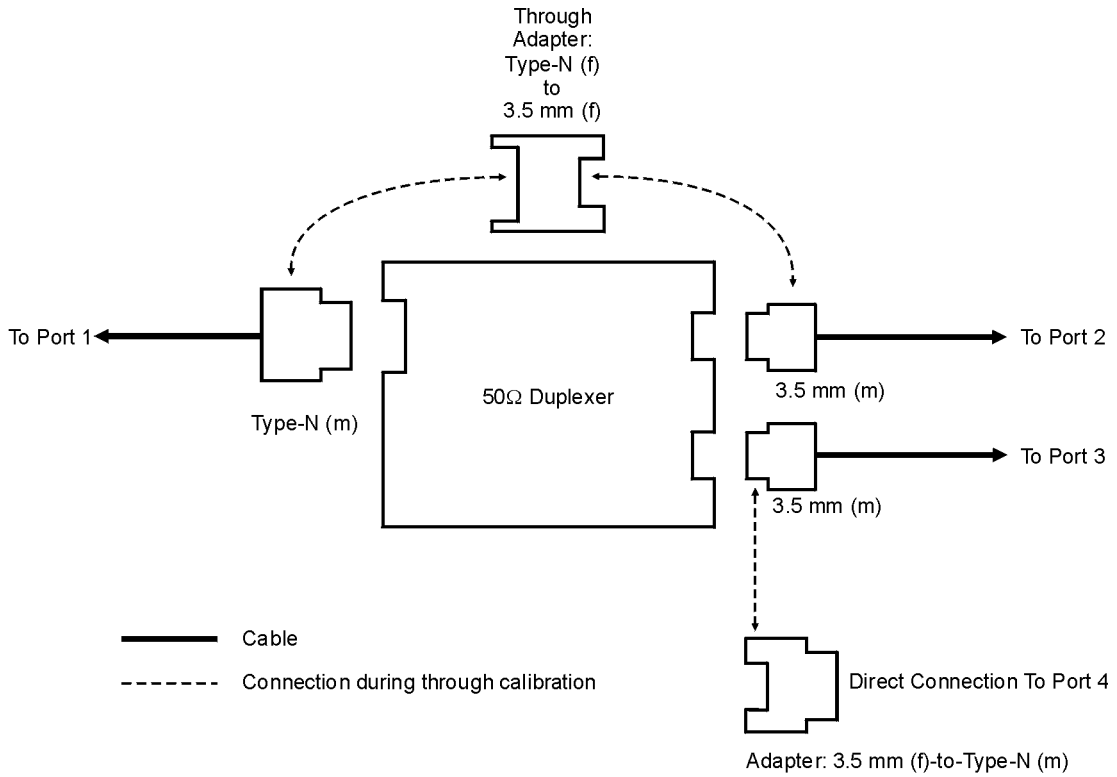 Through
Adapter:
Type-N (f)
to
3.5 mm (f)
To Port 1
Type-N (m)
50Ω Duplexer
3.5 mm (m)
To Port 2
3.5 mm (m)
To Port 3
Cable
Connection during through calibration
Direct Connection To Port 4
Adapter: 3.5 mm (f)-to-Type-N (m)